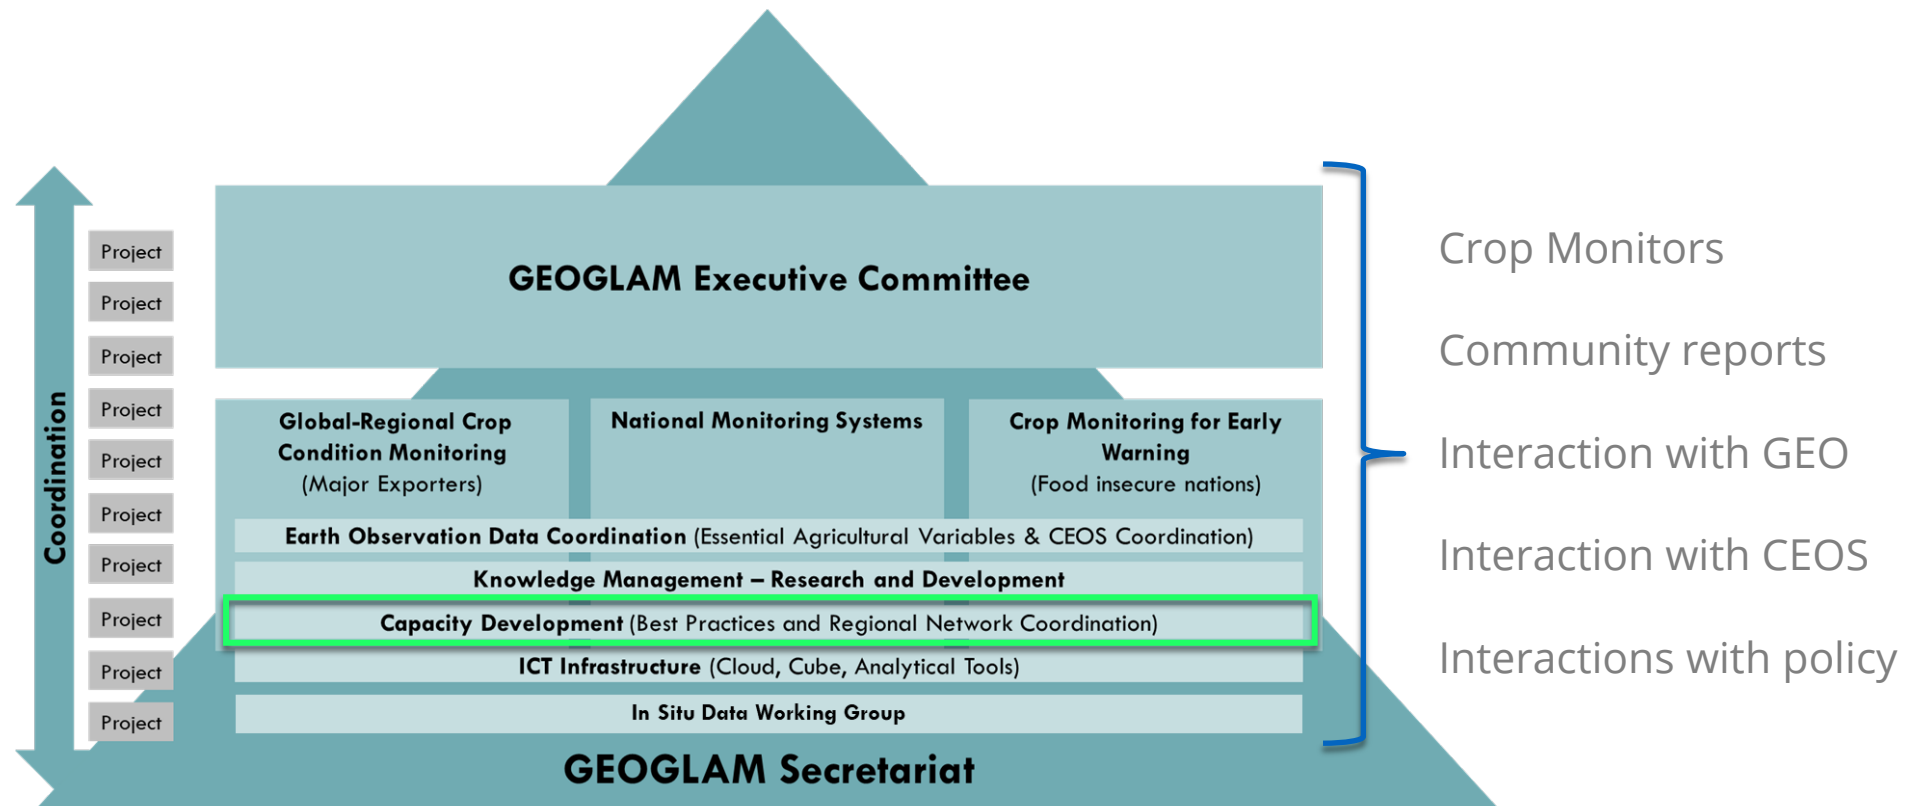 Coordination
Project
Project
Project
Project
Project
Project
Project
Project
Project
Project
GEOGLAM Executive Committee
Global-Regional Crop
Condition Monitoring
(Major Exporters)
National Monitoring Systems
Crop Monitoring for Early
Warning
(Food insecure nations)
Earth Observation Data Coordination (Essential Agricultural Variables & CEOS Coordination)
Knowledge Management – Research and Development
Capacity Development (Best Practices and Regional Network Coordination)
ICT Infrastructure (Cloud, Cube, Analytical Tools)
In Situ Data Working Group
GEOGLAM Secretariat
Crop Monitors
Community reports
Interaction with GEO
Interaction with CEOS
Interactions with policy